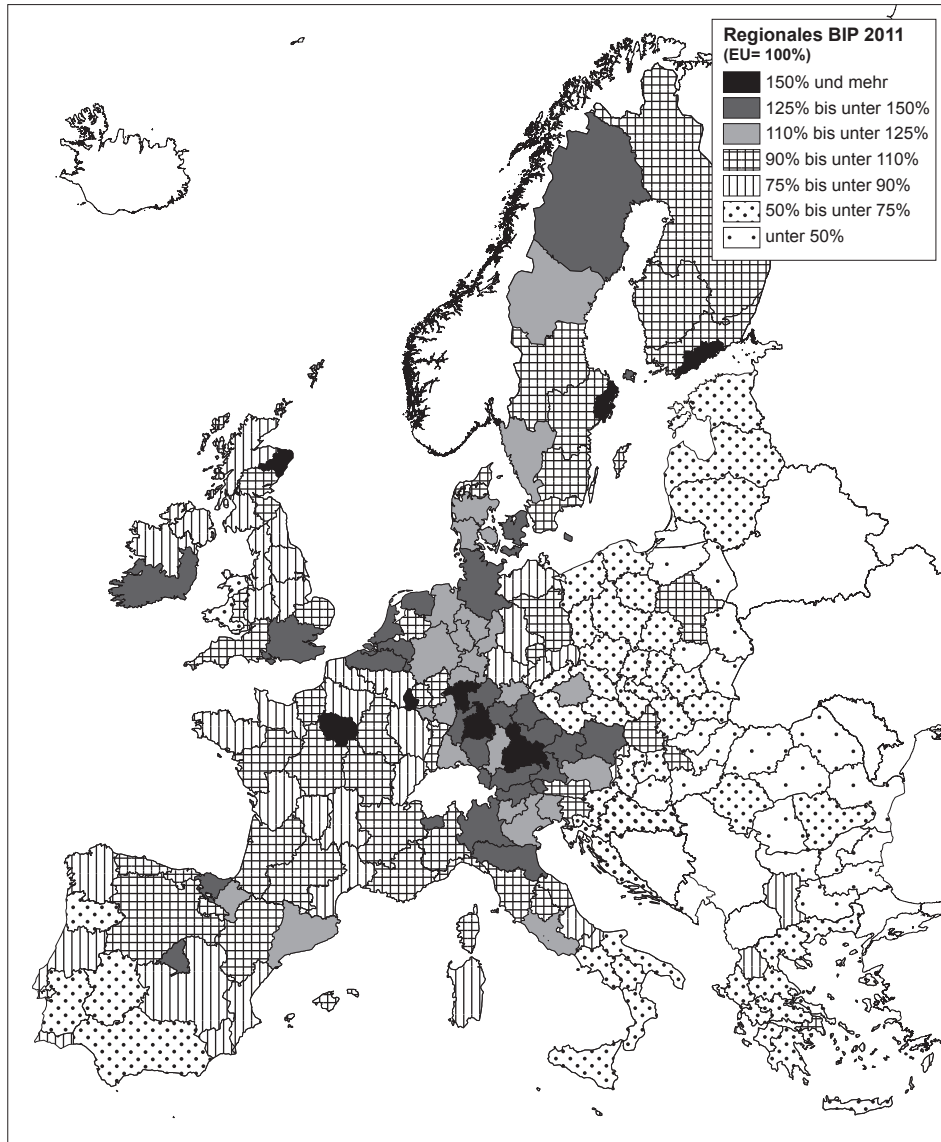 Regionales BIP 2011
(EU= 100%)
150% und mehr
125% bis unter 150%
110% bis unter 125%
90% bis unter 110%
75% bis unter 90%
50% bis unter 75%
unter 50%